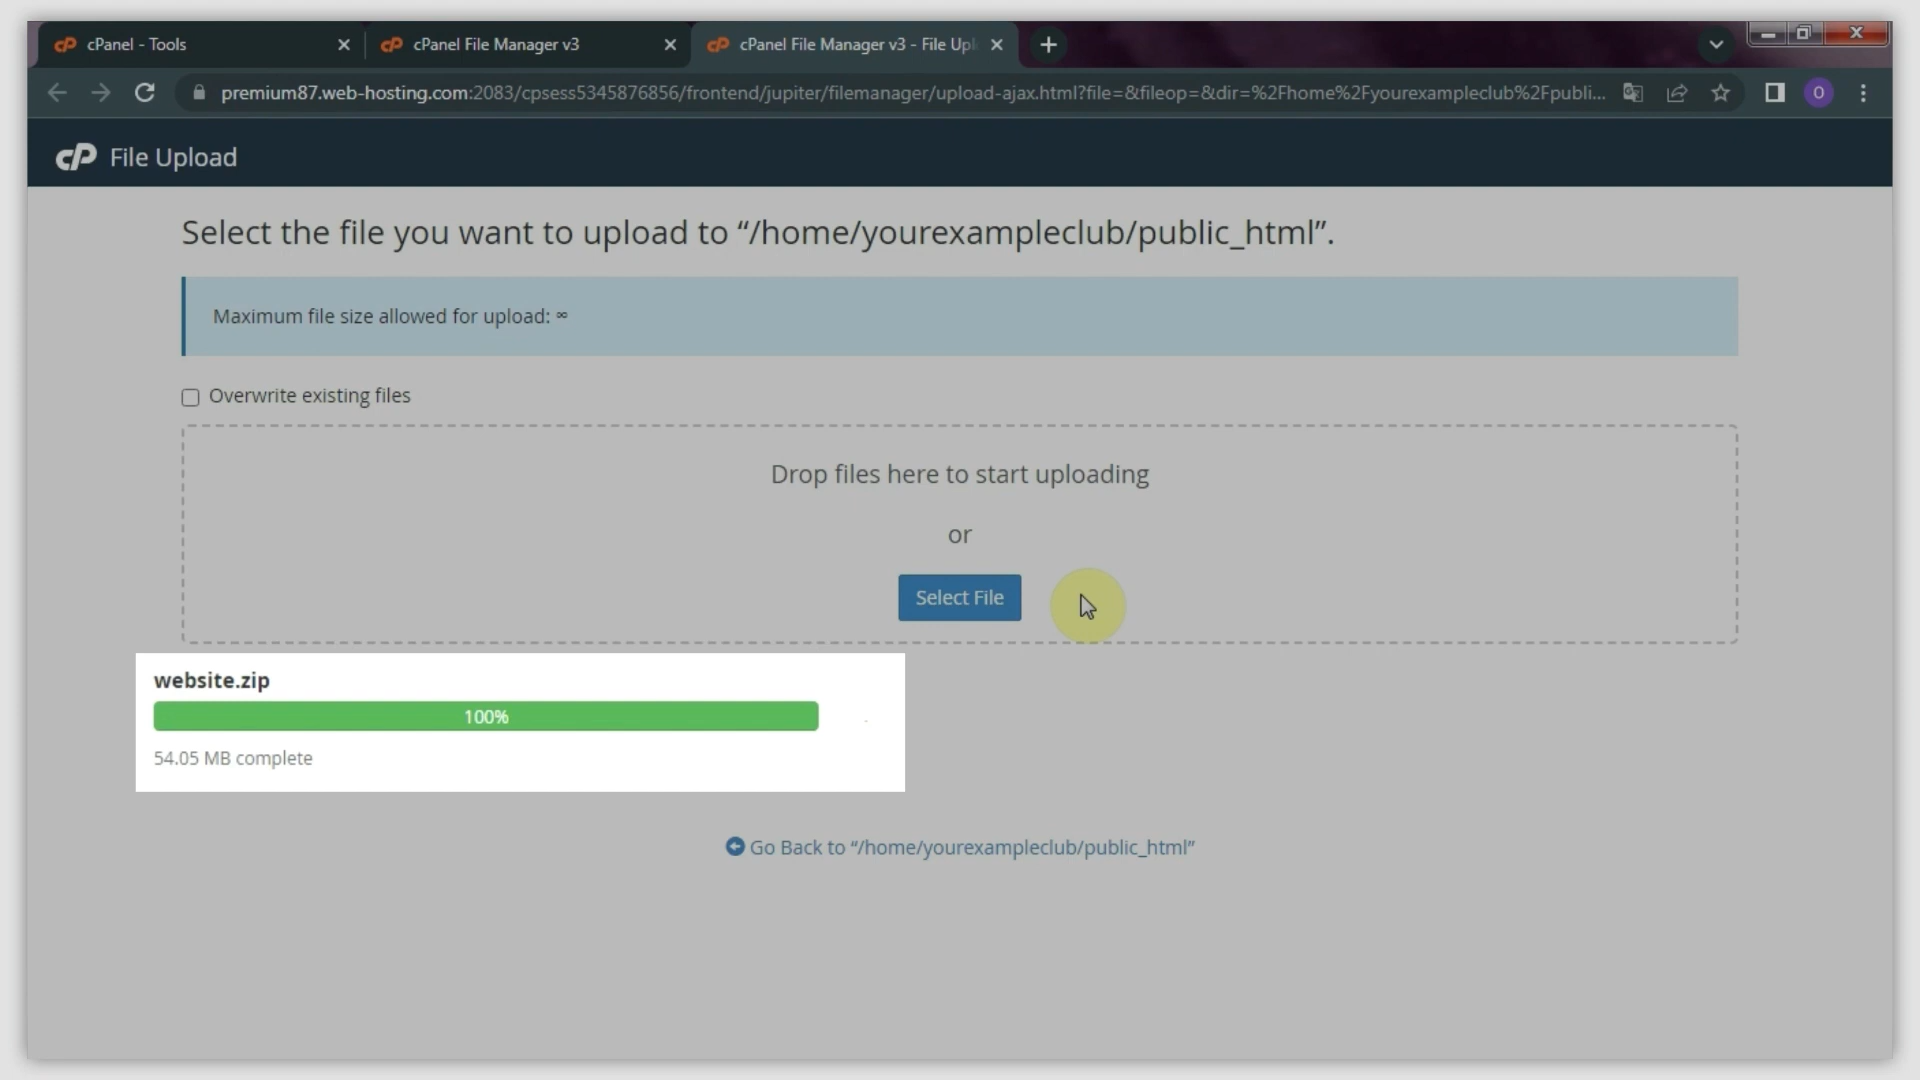 cPanel - Tools
cPanel File Manager v3
cPanel File Manager v3 - File Upl
premium87.web-hosting.com:2083/cpsess5345876856/frontend/jupiter/filemanager/upload-ajax.html?file=&fileop=&dir=%2Fhome%2Fyourexampleclub%2Fpubli...
O
cP File Upload
Select the file you want to upload to “/home/yourexampleclub/public_html”.
Maximum file size allowed for upload: ∞
Overwrite existing files
Drop files here to start uploading
or
Select File
website.zip
100%
54.05 MB complete
Go Back to “/home/yourexampleclub/public_html”